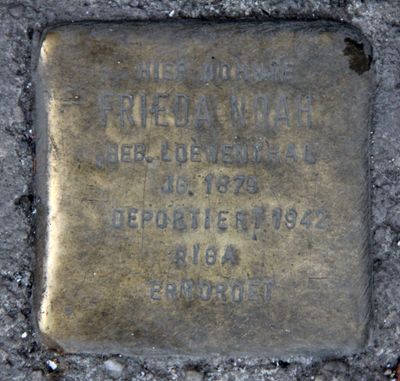 HIER WOHNTE
FRIEDA NOAH
GEB. LOEWENTHAL
JG. 1879
DEPORTIERT 1942
RIGA
ERMORDET